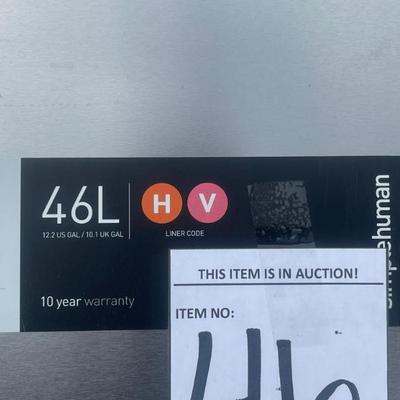 46L
12.2 US GAL / 10.1 UK GAL
H V
LINER CODE
10 year warranty
simplehuman
THIS ITEM IS IN AUCTION!
ITEM NO: